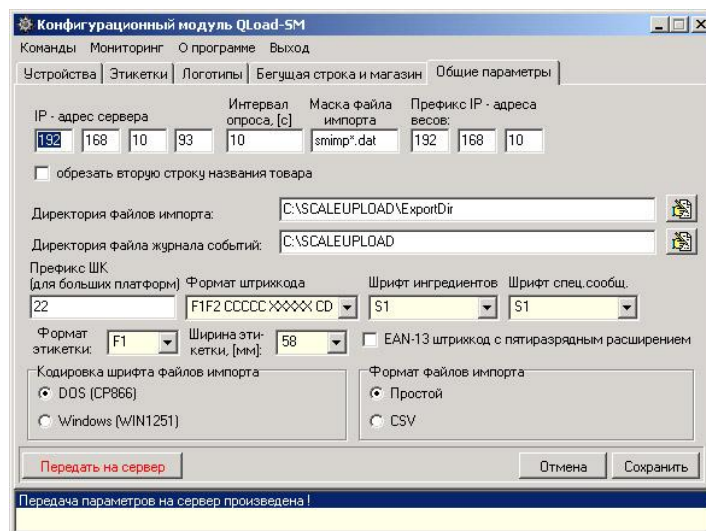 Конфигурационный модуль QLoad-SM
Команды Мониторинг О программе Выход
Устройства Этикетки Логотипы Бегущая строка и магазин Общие параметры
IP - адрес сервера Интервал опроса, [с] Маска файла импорта Префикс IP - адреса весов:
192 168 10 93 10 smimp*.dat 192 168 10
обрезать вторую строку названия товара
Директория файлов импорта: C:\SCALEUPLOAD\ExportDir
Директория файла журнала событий: C:\SCALEUPLOAD
Префикс ШК (для больших платформ) Формат штрихкода Шрифт ингредиентов Шрифт спец.сообщ.
22 F1F2 CCCCC XXXXX CD S1 S1
Формат этикетки: F1 Ширина эти- кетки, [мм]: 58 EAN-13 штрихкод с пятиразрядным расширением
Кодировка шрифта файлов импорта Формат файлов импорта
DOS (CP866) Простой
Windows (WIN1251) CSV
Передать на сервер Отмена Сохранить
Передача параметров на сервер произведена !